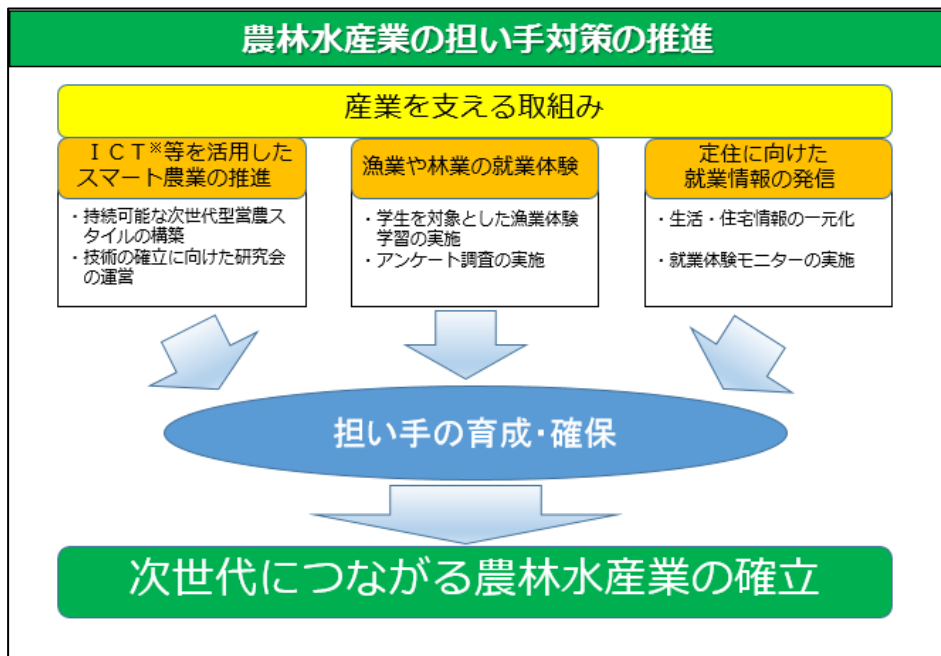 農林水産業の担い手対策の推進
産業を支える取組み
ＩＣＴ※等を活用した
スマート農業の推進
・持続可能な次世代型営農ス
タイルの構築
・技術の確立に向けた研究会
の運営
漁業や林業の就業体験
・学生を対象とした漁業体験
学習の実施
・アンケート調査の実施
定住に向けた
就業情報の発信
・生活・住宅情報の一元化
・就業体験モニターの実施
担い手の育成・確保
次世代につながる農林水産業の確立